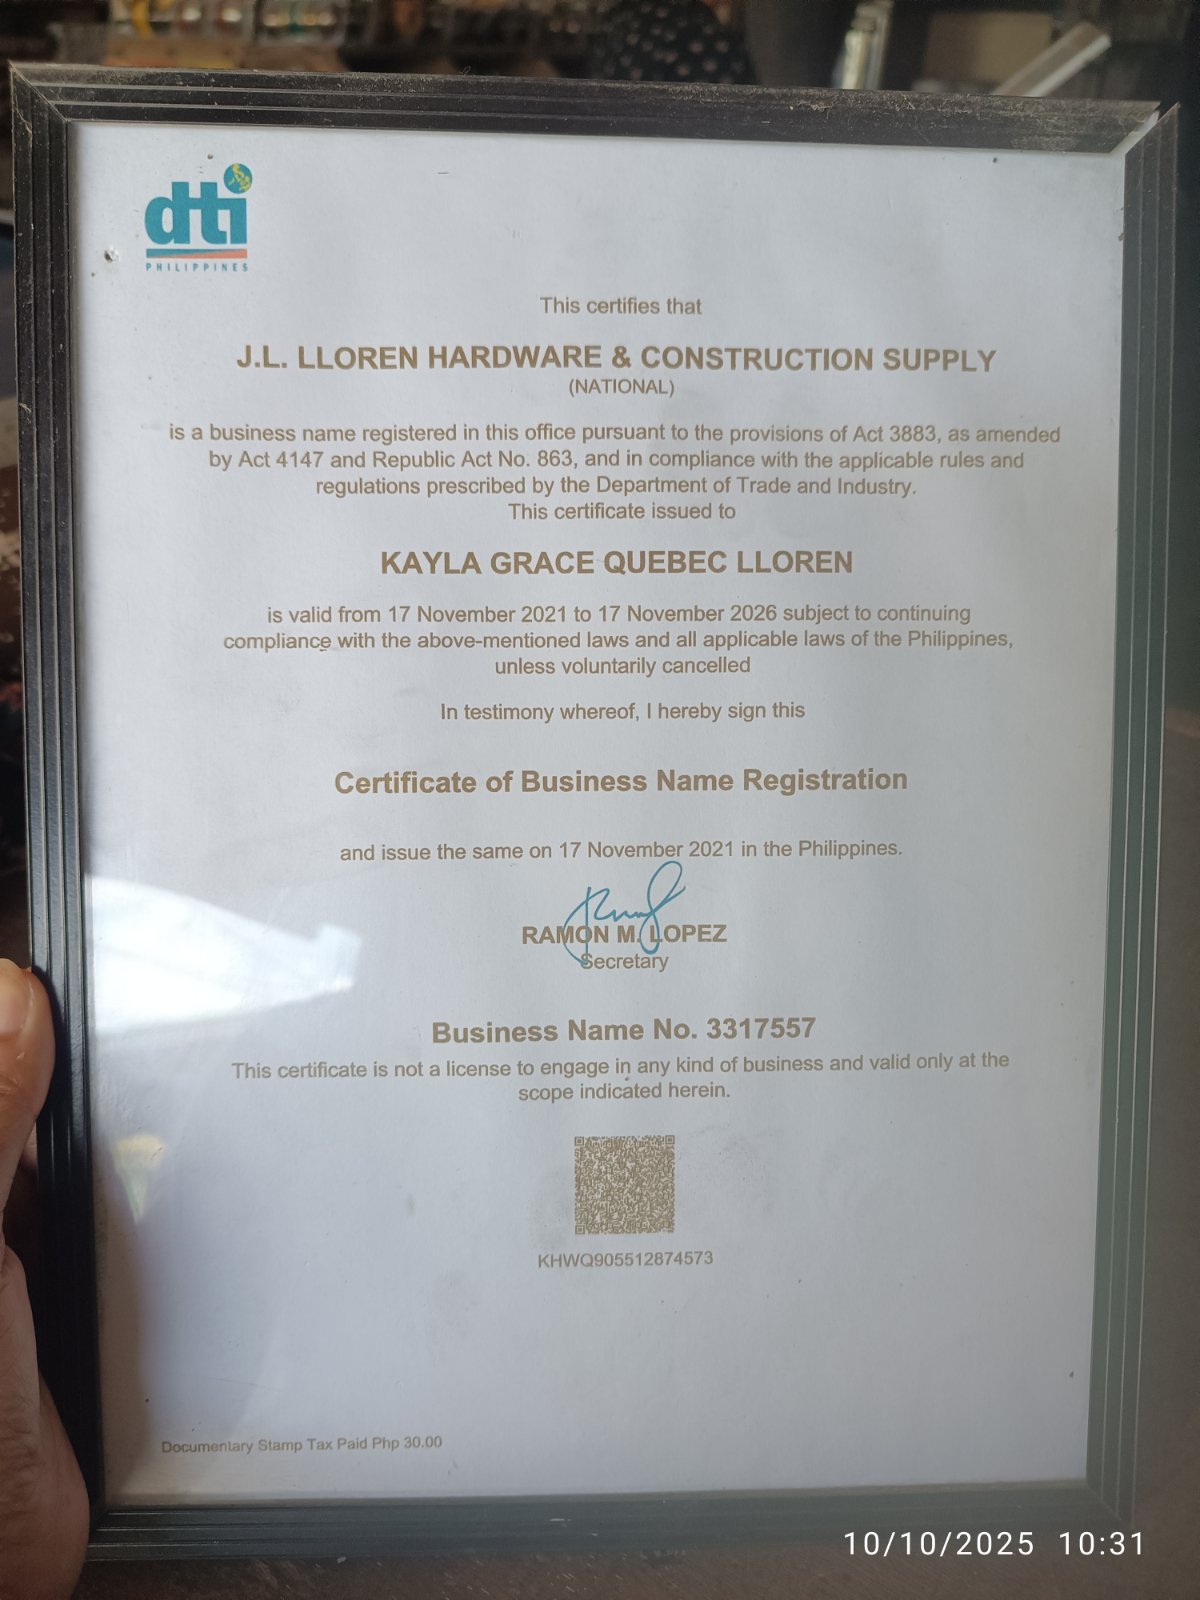 dti
PHILIPPINES
This certifies that
J.L. LLOREN HARDWARE & CONSTRUCTION SUPPLY
(NATIONAL)
is a business name registered in this office pursuant to the provisions of Act 3883, as amended
by Act 4147 and Republic Act No. 863, and in compliance with the applicable rules and
regulations prescribed by the Department of Trade and Industry.
This certificate issued to
KAYLA GRACE QUEBEC LLOREN
is valid from 17 November 2021 to 17 November 2026 subject to continuing
compliance with the above-mentioned laws and all applicable laws of the Philippines,
unless voluntarily cancelled
In testimony whereof, I hereby sign this
Certificate of Business Name Registration
and issue the same on 17 November 2021 in the Philippines.
RAMON M. LOPEZ
Secretary
Business Name No. 3317557
This certificate is not a license to engage in any kind of business and valid only at the
scope indicated herein.
KHWQ905512874573
Documentary Stamp Tax Paid Php 30.00
10/10/2025 10:31